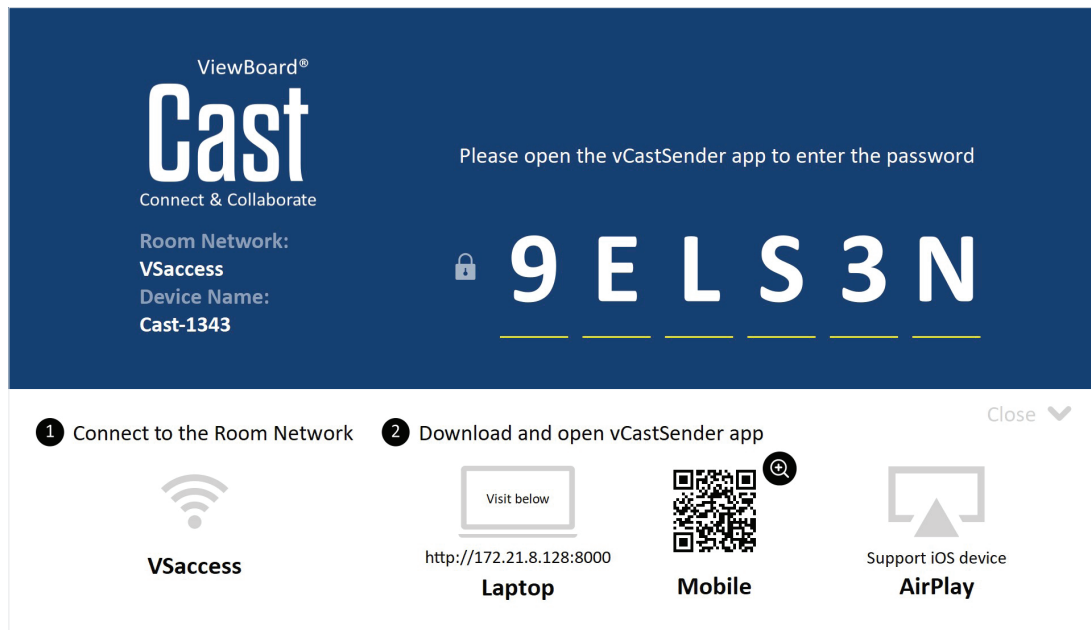 ViewBoard®
Cast
Connect & Collaborate
Room Network:
VSaccess
Device Name:
Cast-1343
Please open the vCastSender app to enter the password
9 E L S 3 N
Close
1 Connect to the Room Network
VSaccess
2 Download and open vCastSender app
Visit below
http://172.21.8.128:8000
Laptop
Mobile
Support iOS device
AirPlay